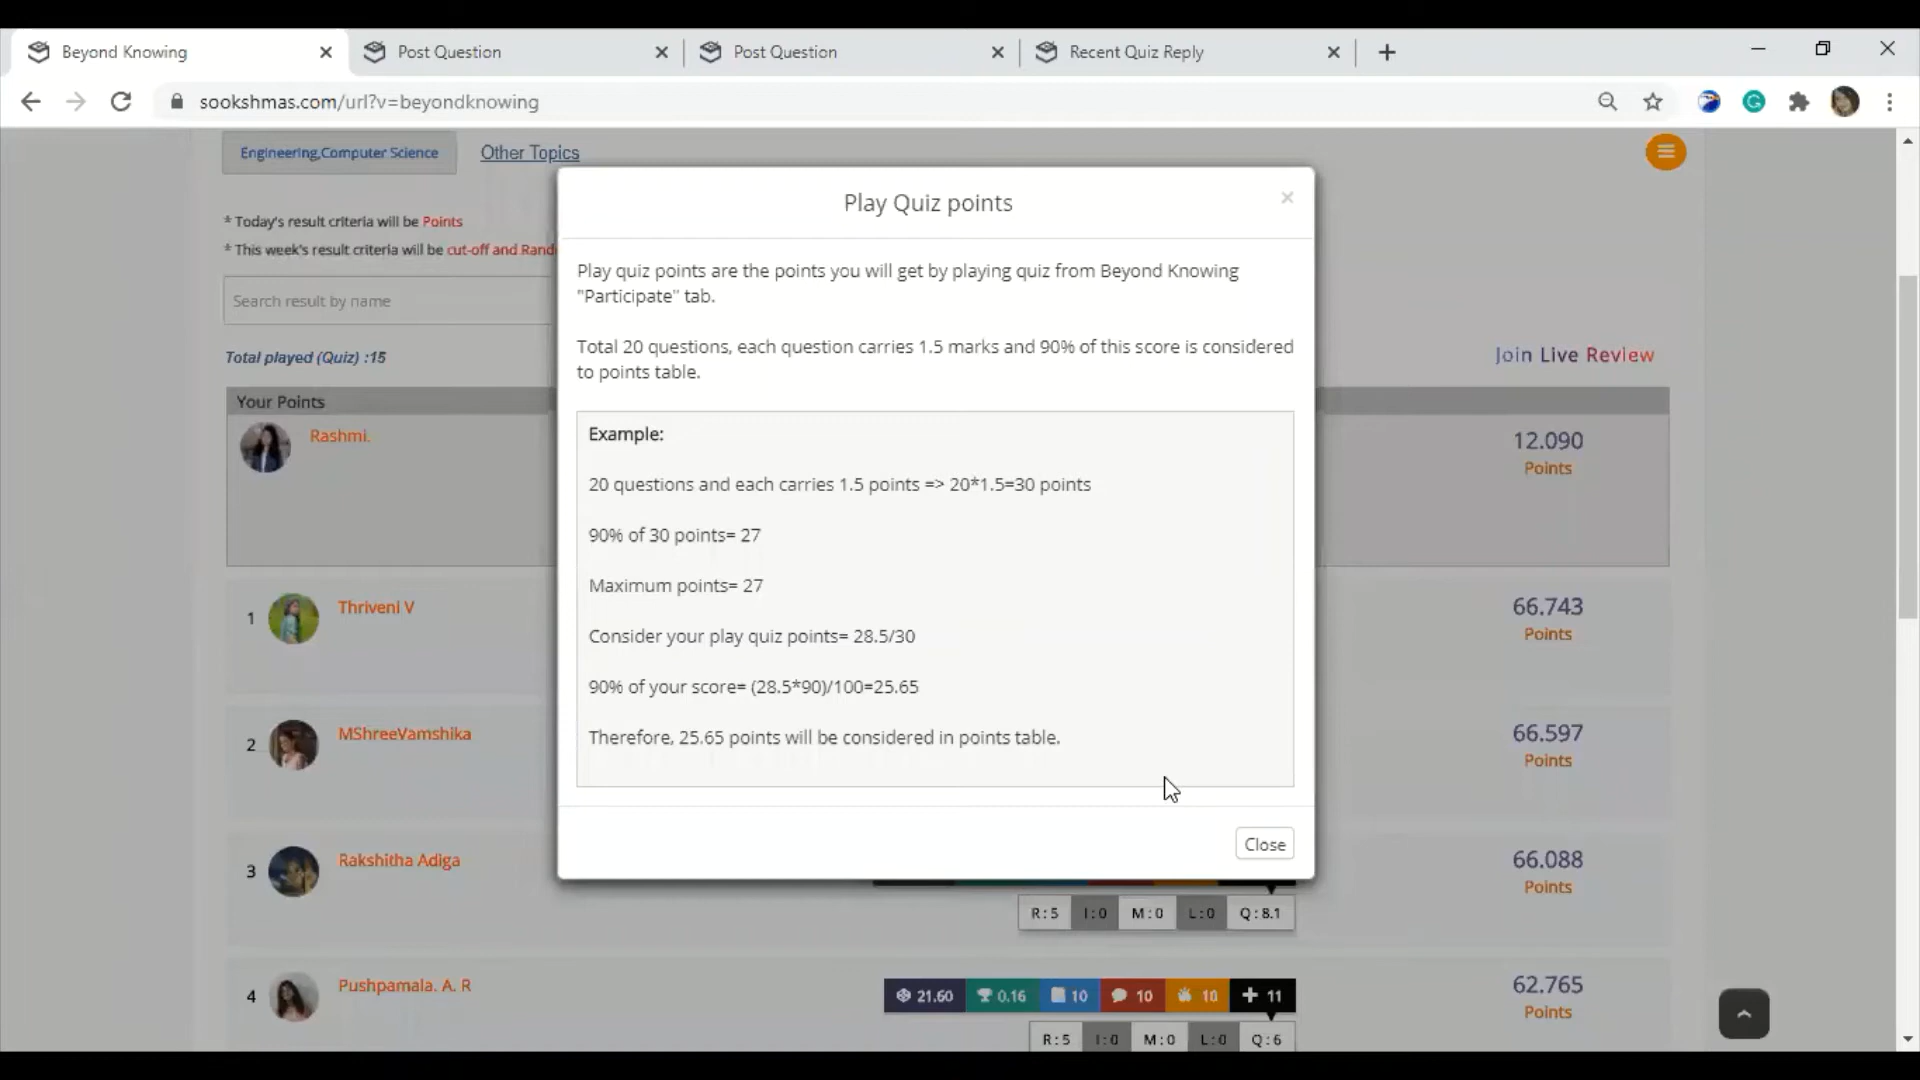 Beyond Knowing
Post Question
Post Question
Recent Quiz Reply
sookshmas.com/url?v=beyondknowing
Engineering,Computer Science
Other Topics
* Today's result criteria will be Points
* This week's result criteria will be cut-off and Rand
Search result by name
Total played (Quiz) :15
Join Live Review
Your Points
Rashmi.
12.090
Points
1
Thriveni V
66.743
Points
2
MShreeVamshika
66.597
Points
3
Rakshitha Adiga
66.088
Points
R:5 I:0 M:0 L:0 Q:8.1
4
Pushpamala. A. R
21.60 0.16 10 10 10 11
62.765
Points
R:5 I:0 M:0 L:0 Q:6
Play Quiz points
×
Play quiz points are the points you will get by playing quiz from Beyond Knowing
"Participate" tab.
Total 20 questions, each question carries 1.5 marks and 90% of this score is considered
to points table.
Example:
20 questions and each carries 1.5 points => 20*1.5=30 points
90% of 30 points= 27
Maximum points= 27
Consider your play quiz points= 28.5/30
90% of your score= (28.5*90)/100=25.65
Therefore, 25.65 points will be considered in points table.
Close